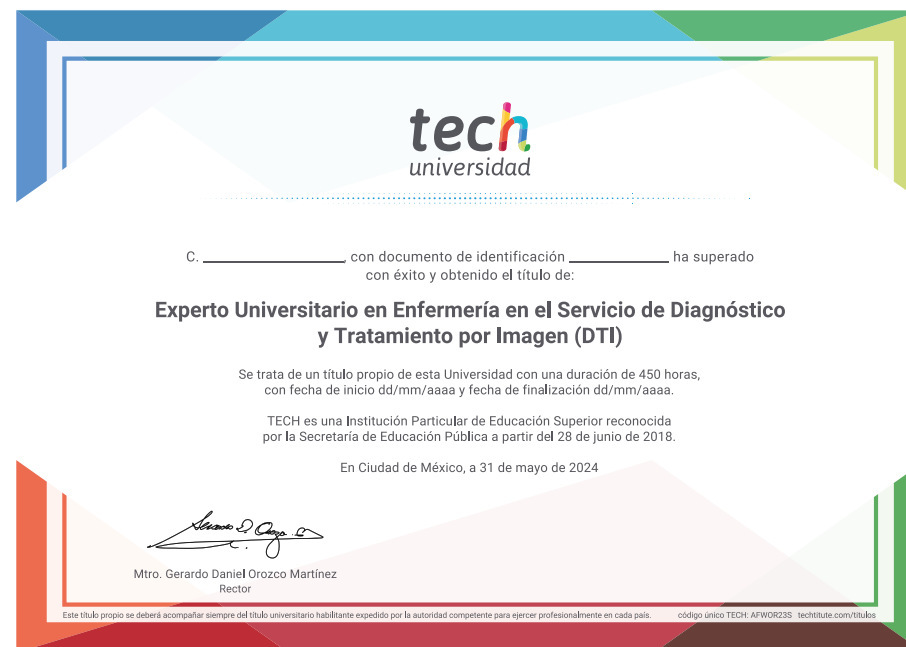 tech
universidad
C. ____________, con documento de identificación ____________ ha superado
con éxito y obtenido el título de:
Experto Universitario en Enfermería en el Servicio de Diagnóstico
y Tratamiento por Imagen (DTI)
Se trata de un título propio de esta Universidad con una duración de 450 horas,
con fecha de inicio dd/mm/aaaa y fecha de finalización dd/mm/aaaa.
TECH es una Institución Particular de Educación Superior reconocida
por la Secretaría de Educación Pública a partir del 28 de junio de 2018.
En Ciudad de México, a 31 de mayo de 2024
Mtro. Gerardo Daniel Orozco Martínez
Rector
Este título propio se deberá acompañar siempre del título universitario habilitante expedido por la autoridad competente para ejercer profesionalmente en cada país. código único TECH: AFWOR23S techtitute.com/titulos